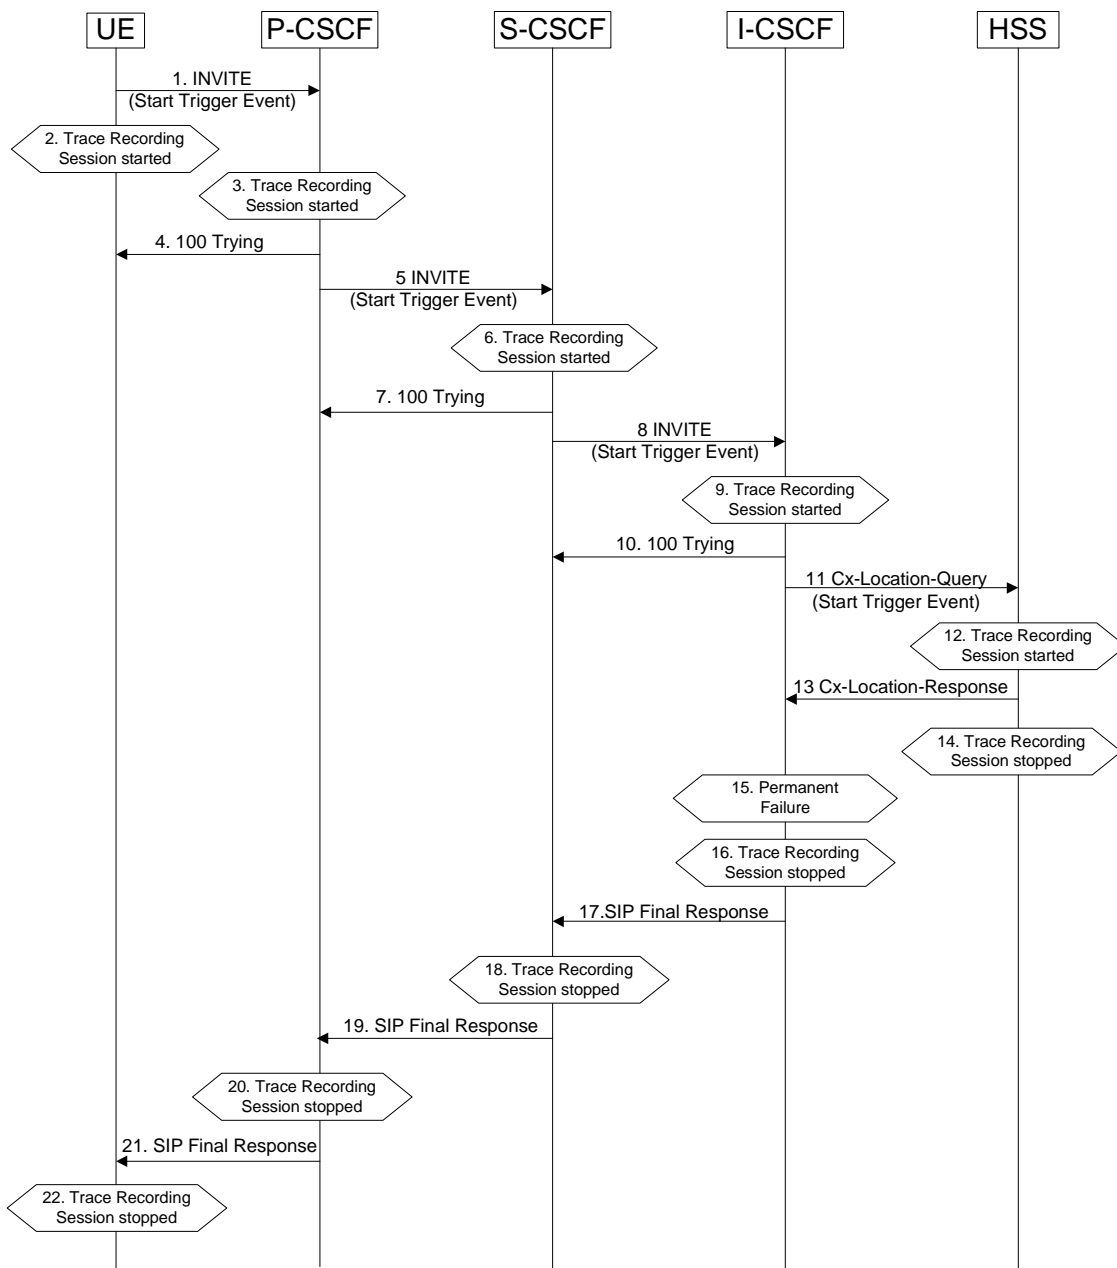 UE
P-CSCF
S-CSCF
I-CSCF
HSS
1. INVITE
(Start Trigger Event)
2. Trace Recording
Session started
3. Trace Recording
Session started
4. 100 Trying
5 INVITE
(Start Trigger Event)
6. Trace Recording
Session started
7. 100 Trying
8 INVITE
(Start Trigger Event)
9. Trace Recording
Session started
10. 100 Trying
11 Cx-Location-Query
(Start Trigger Event)
12. Trace Recording
Session started
13 Cx-Location-Response
14. Trace Recording
Session stopped
15. Permanent
Failure
16. Trace Recording
Session stopped
17.SIP Final Response
18. Trace Recording
Session stopped
19. SIP Final Response
20. Trace Recording
Session stopped
21. SIP Final Response
22. Trace Recording
Session stopped